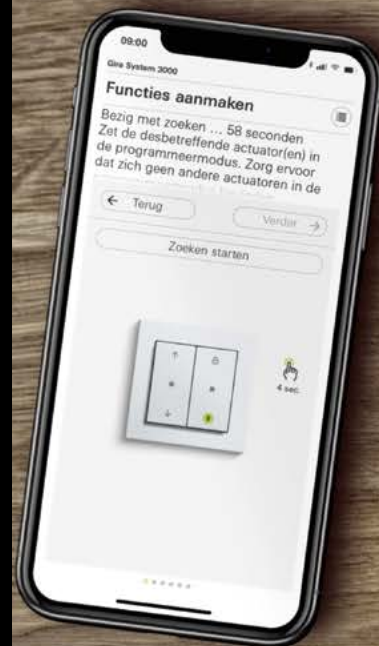 09:00
Gira System 3000
Functies aanmaken
Bezig met zoeken ... 58 seconden
Zet de desbetreffende actuator(en) in
de programmeermodus. Zorg ervoor
dat zich geen andere actuatoren in de
← Terug
Verder →
Zoeken starten
4 sec.